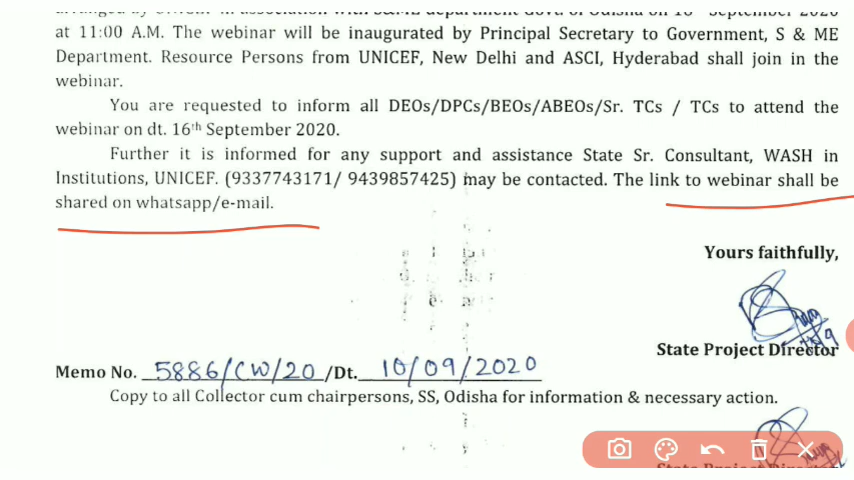 at 11:00 A.M. The webinar will be inaugurated by Principal Secretary to Government, S & ME
Department. Resource Persons from UNICEF, New Delhi and ASCI, Hyderabad shall join in the
webinar.
You are requested to inform all DEOs/DPCs/BEOs/ABEOs/Sr. TCs / TCs to attend the
webinar on dt. 16th September 2020.
Further it is informed for any support and assistance State Sr. Consultant, WASH in
Institutions, UNICEF. (9337743171/ 9439857425) may be contacted. The link to webinar shall be
shared on whatsapp/e-mail.
Yours faithfully,
State Project Director
Memo No. 5886/CW/20 /Dt. 10/09/2020
Copy to all Collector cum chairpersons, SS, Odisha for information & necessary action.